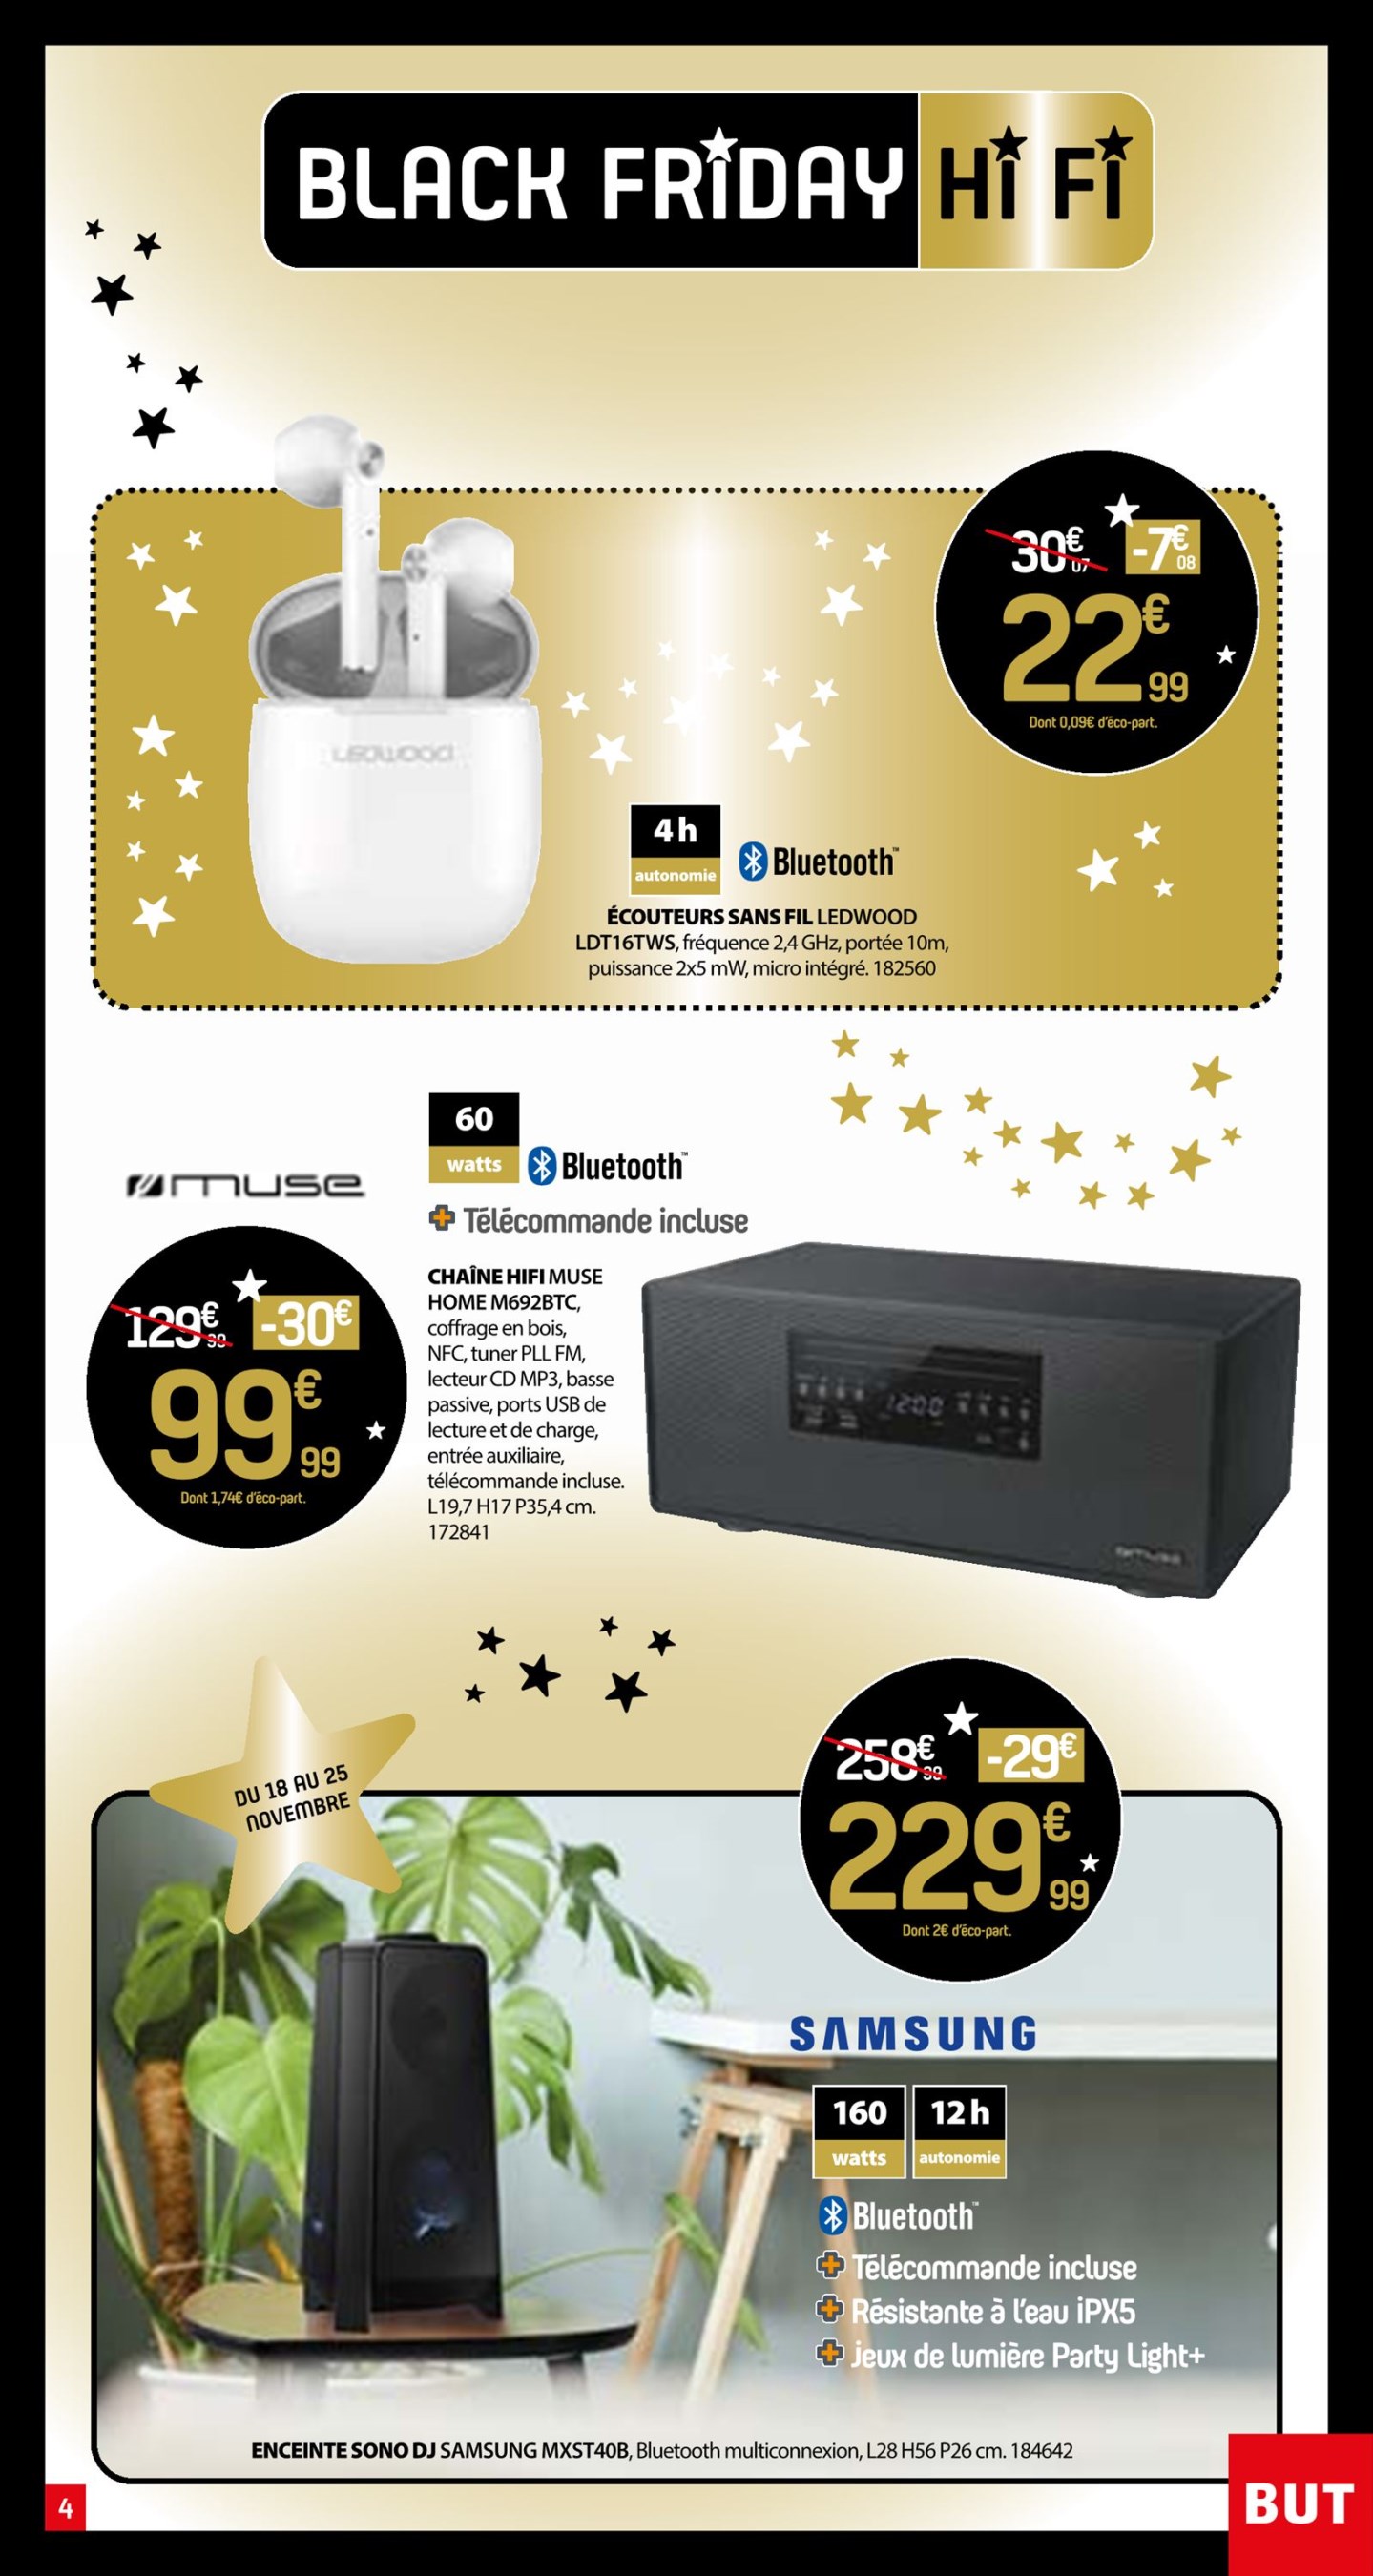 BLACK FRIDAY HI FI
30€07 -7€08
22€99
Dont 0,09€ d'éco-part.
LEDWOOD
4h
autonomie
Bluetooth™
ÉCOUTEURS SANS FIL LEDWOOD
LDT16TWS, fréquence 2,4 GHz, portée 10m,
puissance 2x5 mW, micro intégré. 182560
muse
60
watts
Bluetooth™
Télécommande incluse
129€99 -30€
99€99
Dont 1,74€ d'éco-part.
CHAÎNE HIFI MUSE
HOME M692BTC,
coffrage en bois,
NFC, tuner PLL FM,
lecteur CD MP3, basse
passive, ports USB de
lecture et de charge,
entrée auxiliaire,
télécommande incluse.
L19,7 H17 P35,4 cm.
172841
12:00
muse
DU 18 AU 25
NOVEMBRE
258€99 -29€
229€99
Dont 2€ d'éco-part.
SAMSUNG
160
watts
12h
autonomie
Bluetooth™
Télécommande incluse
Résistante à l'eau iPX5
Jeux de lumière Party Light+
ENCEINTE SONO DJ SAMSUNG MXST40B, Bluetooth multiconnexion, L28 H56 P26 cm. 184642
4
BUT